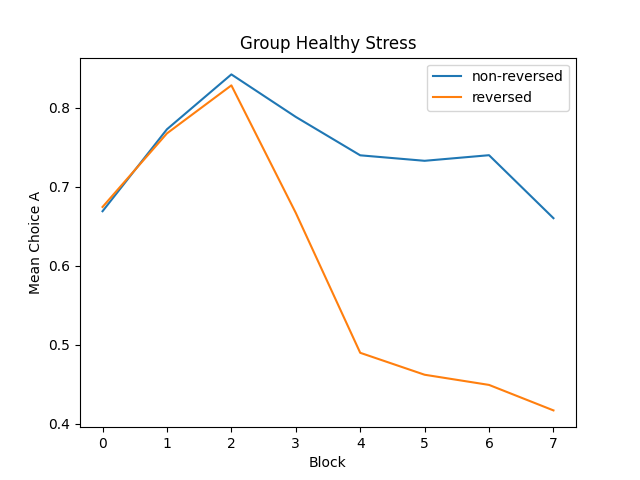 Group Healthy Stress
non-reversed
reversed
Mean Choice A
0.8
0.7
0.6
0.5
0.4
0 1 2 3 4 5 6 7
Block